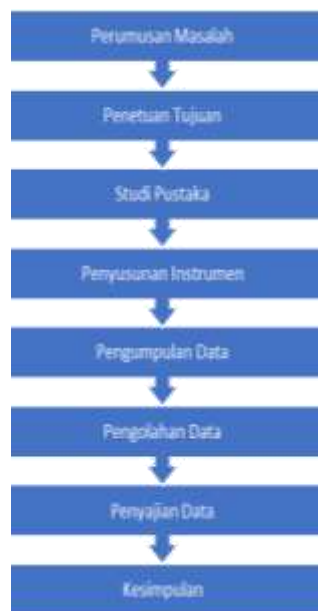 Perumusan Masalah
Penetuan Tujuan
Studi Pustaka
Penyusunan Instrumen
Pengumpulan Data
Pengolahan Data
Penyajian Data
Kesimpulan